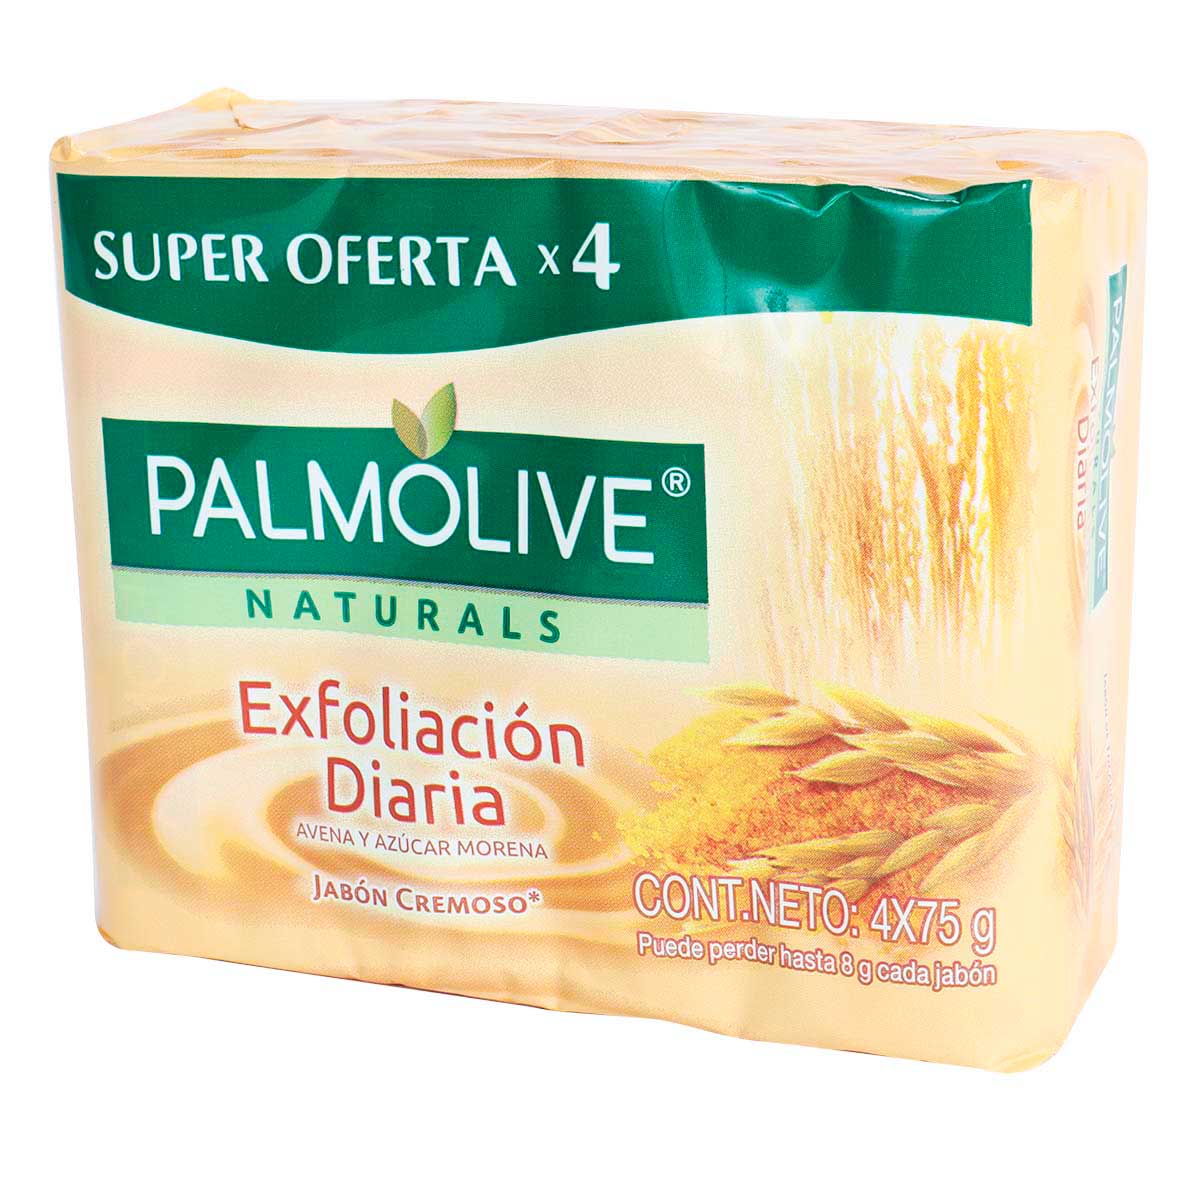 SUPER OFERTA x4
PALMOLIVE®
NATURALS
Exfoliación
Diaria
AVENA Y AZÚCAR MORENA
JABÓN CREMOSO*
CONT.NETO: 4X75 g
Puede perder hasta 8 g cada jabón
PALMOLIVE
Diaria